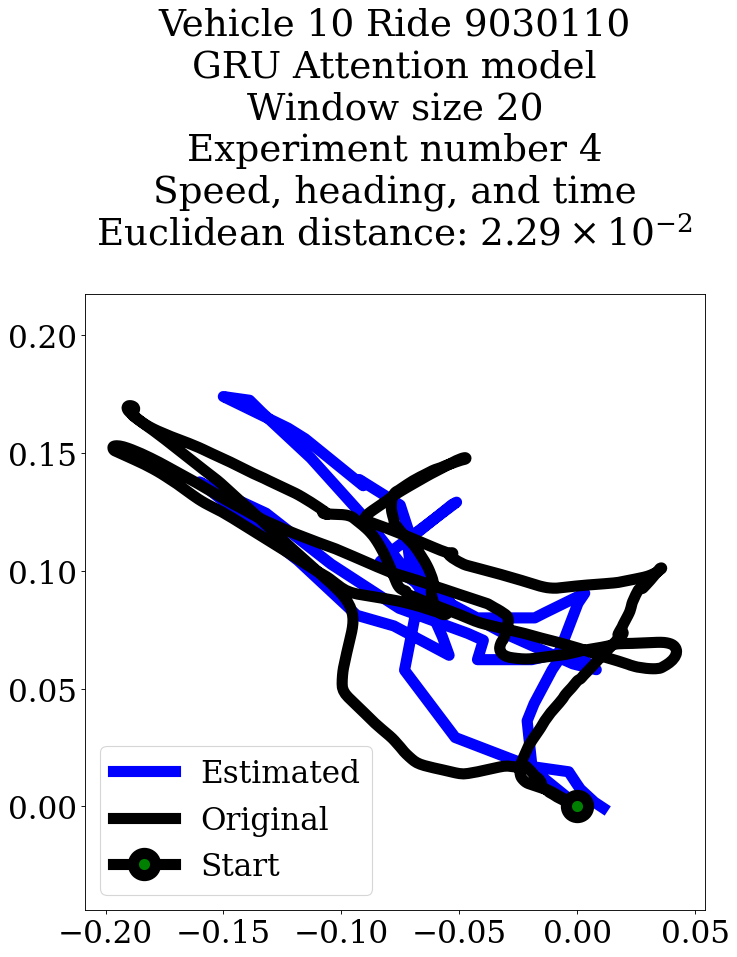 Vehicle 10 Ride 9030110
GRU Attention model
Window size 20
Experiment number 4
Speed, heading, and time
Euclidean distance: 2.29 × 10⁻²
0.20
0.15
0.10
0.05
0.00
Estimated
Original
Start
−0.20 −0.15 −0.10 −0.05 0.00 0.05